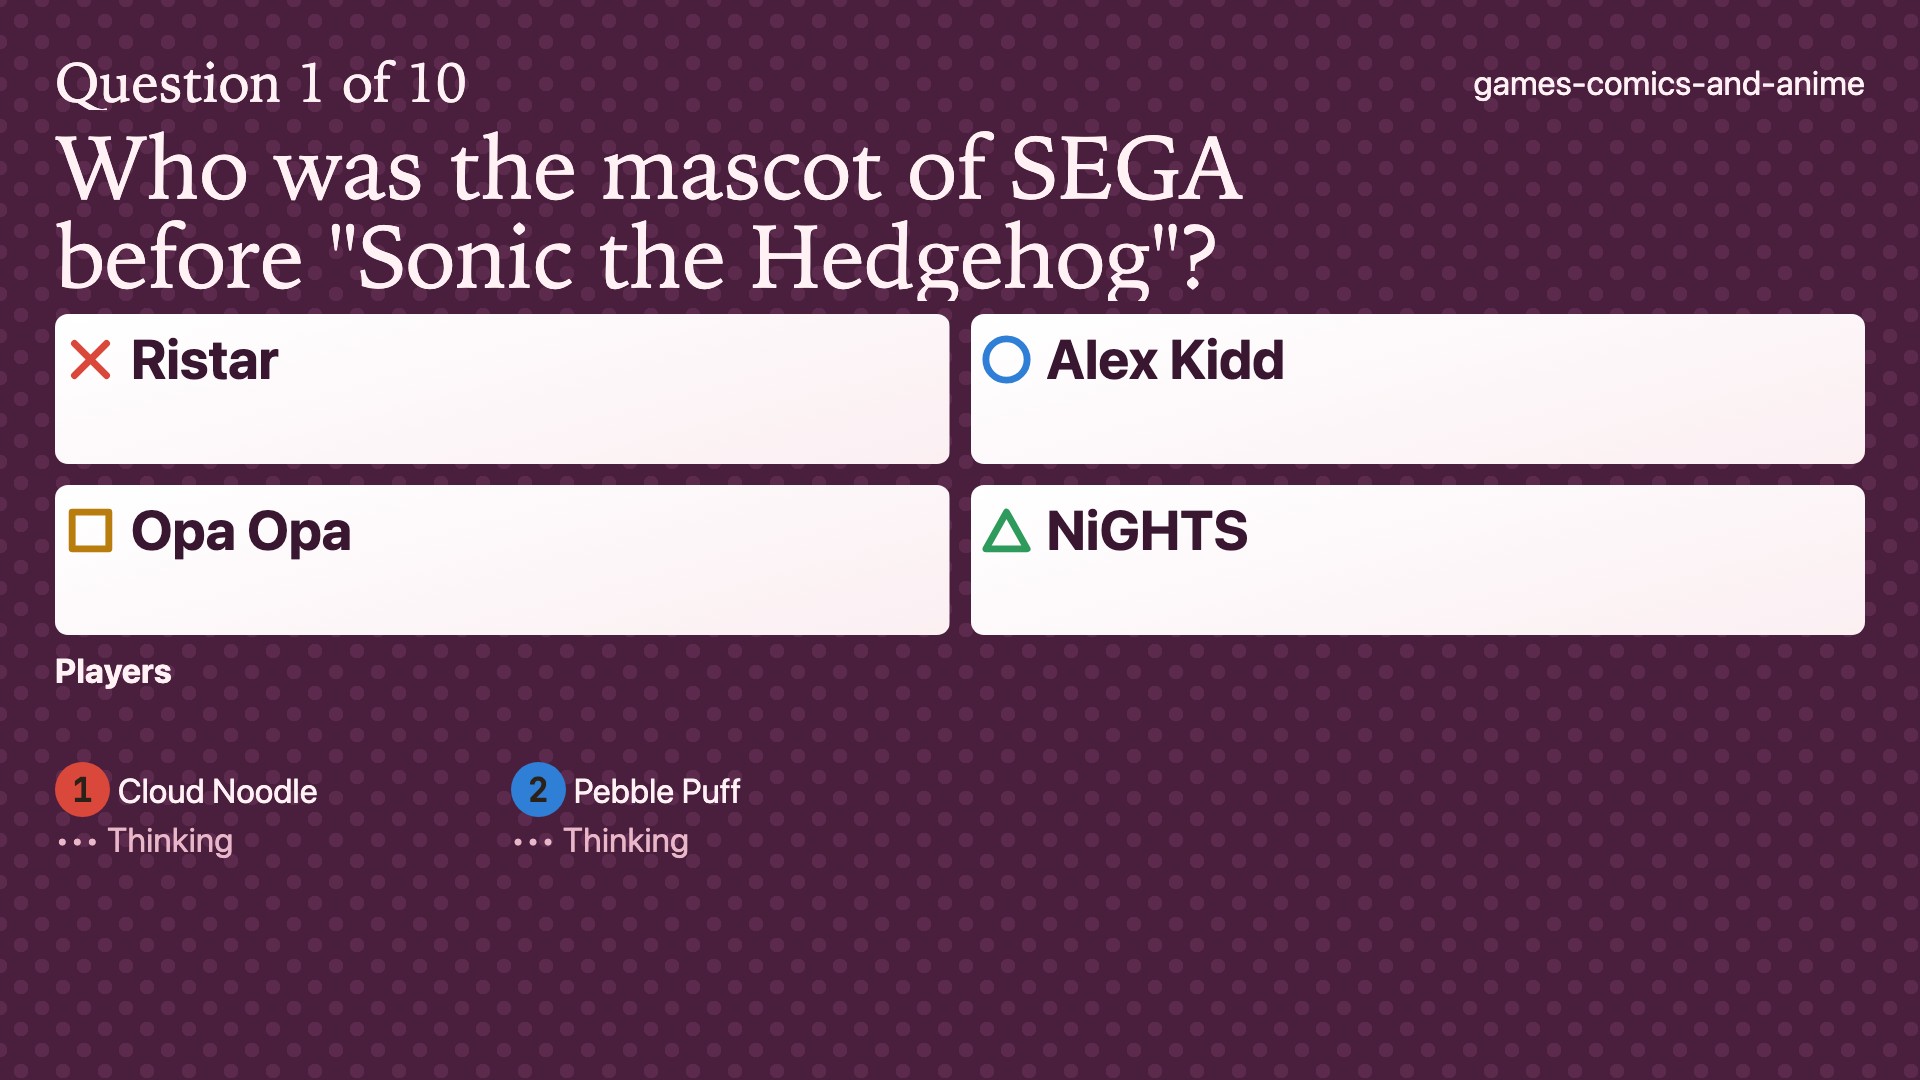 Question 1 of 10
games-comics-and-anime
Who was the mascot of SEGA
before "Sonic the Hedgehog"?
Ristar
Alex Kidd
Opa Opa
NiGHTS
Players
1 Cloud Noodle
2 Pebble Puff
••• Thinking
••• Thinking